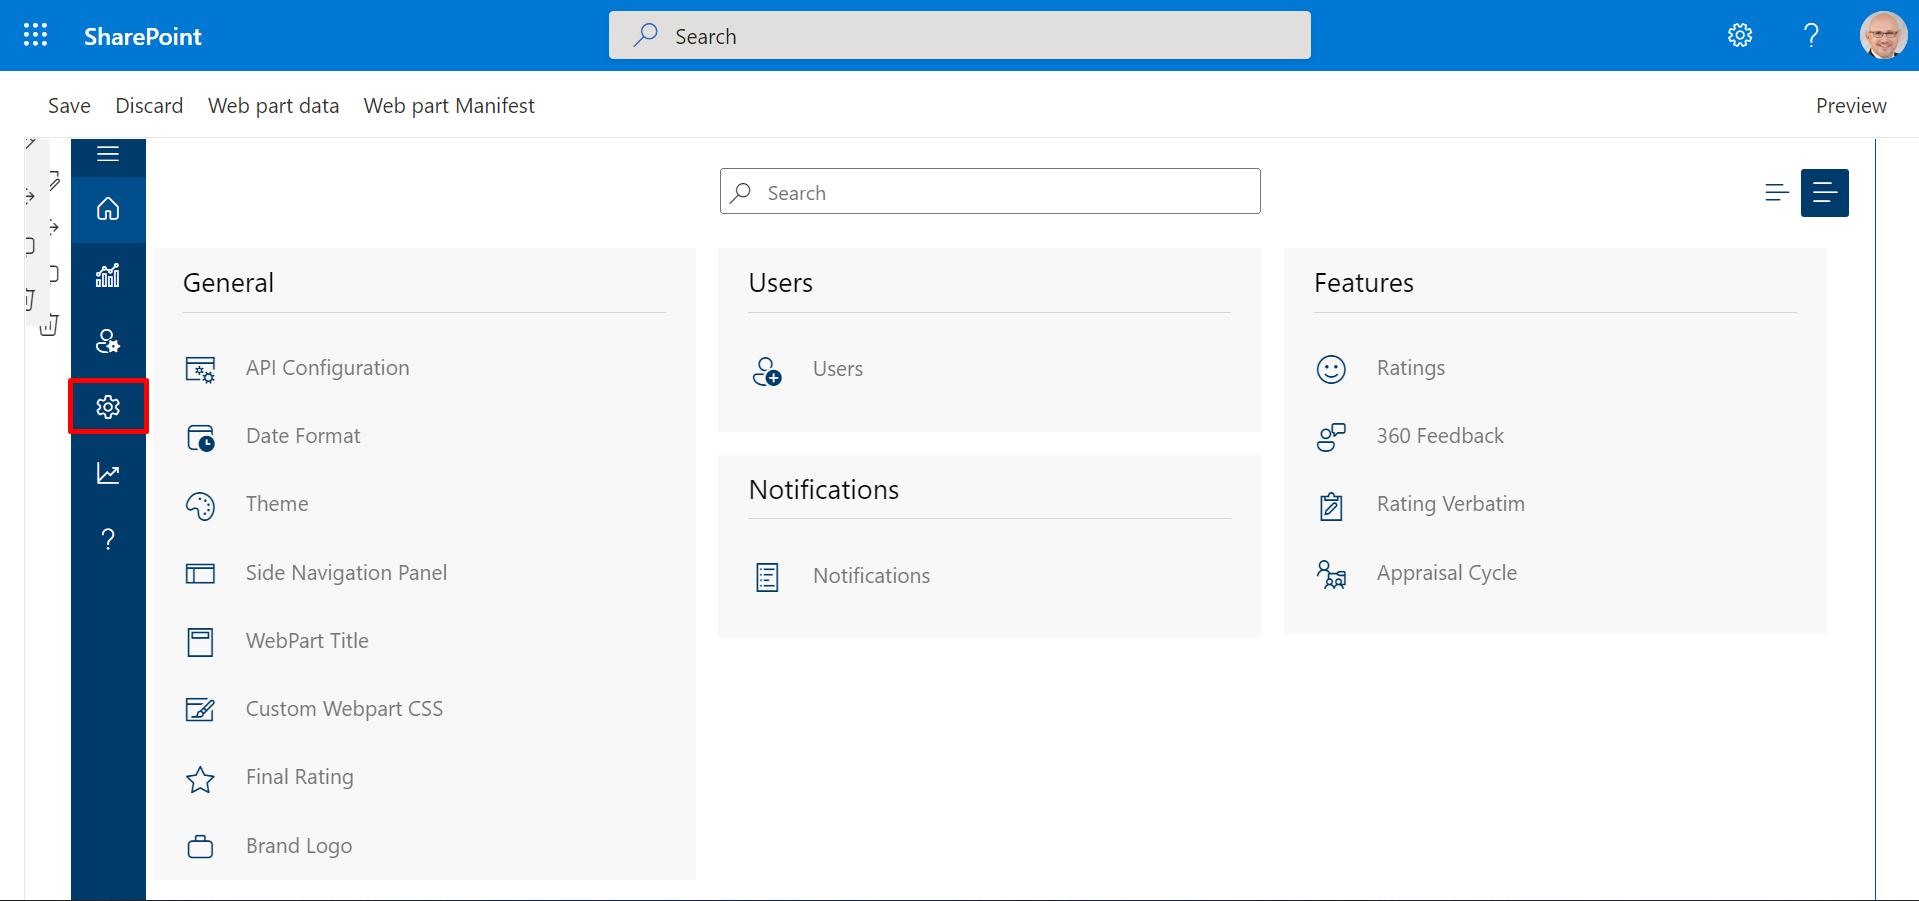 SharePoint
Search
Save Discard Web part data Web part Manifest Preview
Search
General
API Configuration
Date Format
Theme
Side Navigation Panel
WebPart Title
Custom Webpart CSS
Final Rating
Brand Logo
Users
Users
Notifications
Notifications
Features
Ratings
360 Feedback
Rating Verbatim
Appraisal Cycle